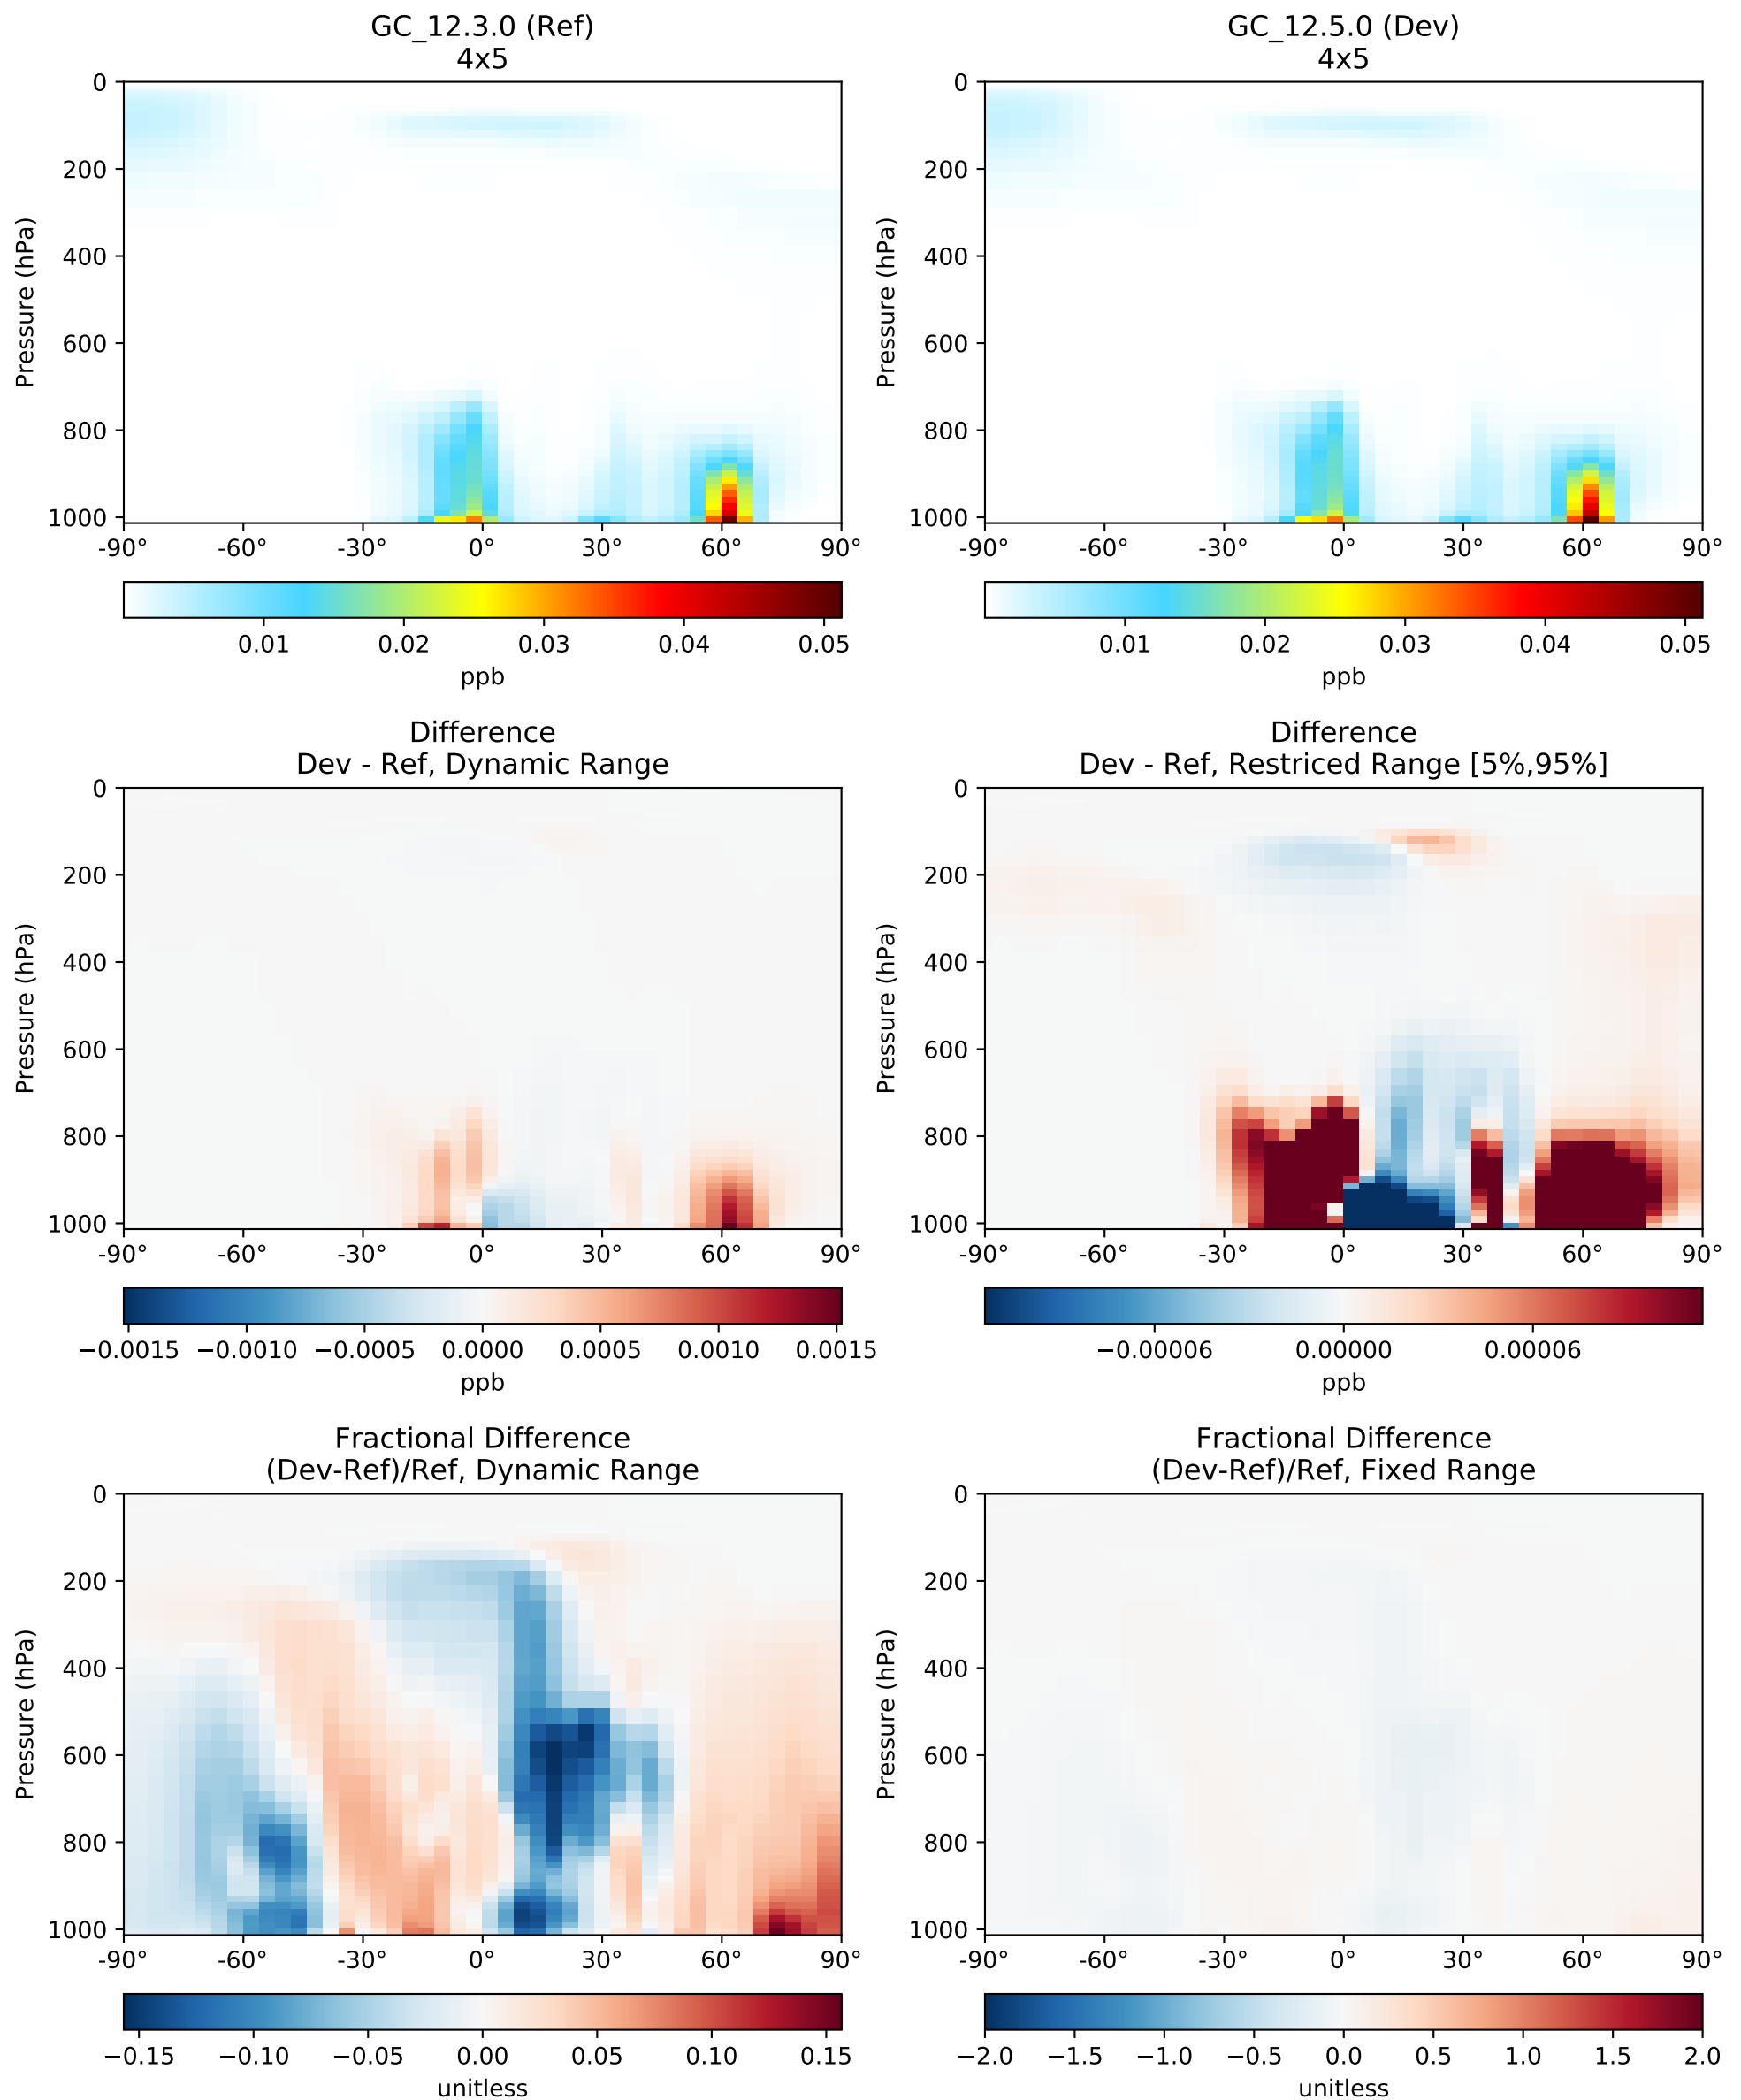 GC_12.3.0 (Ref)
4x5
GC_12.5.0 (Dev)
4x5
0
200
400
600
800
1000
Pressure (hPa)
-90° -60° -30° 0° 30° 60° 90°
0.01 0.02 0.03 0.04 0.05
ppb
0
200
400
600
800
1000
Pressure (hPa)
-90° -60° -30° 0° 30° 60° 90°
0.01 0.02 0.03 0.04 0.05
ppb
Difference
Dev - Ref, Dynamic Range
0
200
400
600
800
1000
Pressure (hPa)
-90° -60° -30° 0° 30° 60° 90°
−0.0015 −0.0010 −0.0005 0.0000 0.0005 0.0010 0.0015
ppb
Difference
Dev - Ref, Restriced Range [5%,95%]
0
200
400
600
800
1000
Pressure (hPa)
-90° -60° -30° 0° 30° 60° 90°
−0.00006 0.00000 0.00006
ppb
Fractional Difference
(Dev-Ref)/Ref, Dynamic Range
0
200
400
600
800
1000
Pressure (hPa)
-90° -60° -30° 0° 30° 60° 90°
−0.15 −0.10 −0.05 0.00 0.05 0.10 0.15
unitless
Fractional Difference
(Dev-Ref)/Ref, Fixed Range
0
200
400
600
800
1000
Pressure (hPa)
-90° -60° -30° 0° 30° 60° 90°
−2.0 −1.5 −1.0 −0.5 0.0 0.5 1.0 1.5 2.0
unitless